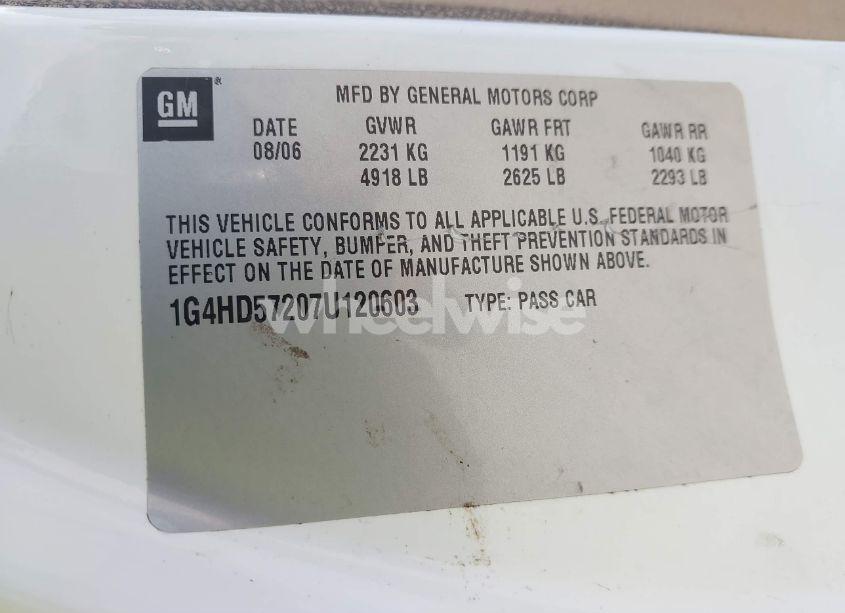 GM
MFD BY GENERAL MOTORS CORP
DATE GVWR GAWR FRT GAWR RR
08/06 2231 KG 1191 KG 1040 KG
4918 LB 2625 LB 2293 LB
THIS VEHICLE CONFORMS TO ALL APPLICABLE U.S. FEDERAL MOTOR
VEHICLE SAFETY, BUMPER, AND THEFT PREVENTION STANDARDS IN
EFFECT ON THE DATE OF MANUFACTURE SHOWN ABOVE.
1G4HD57207U120603 TYPE: PASS CAR
wheelwise